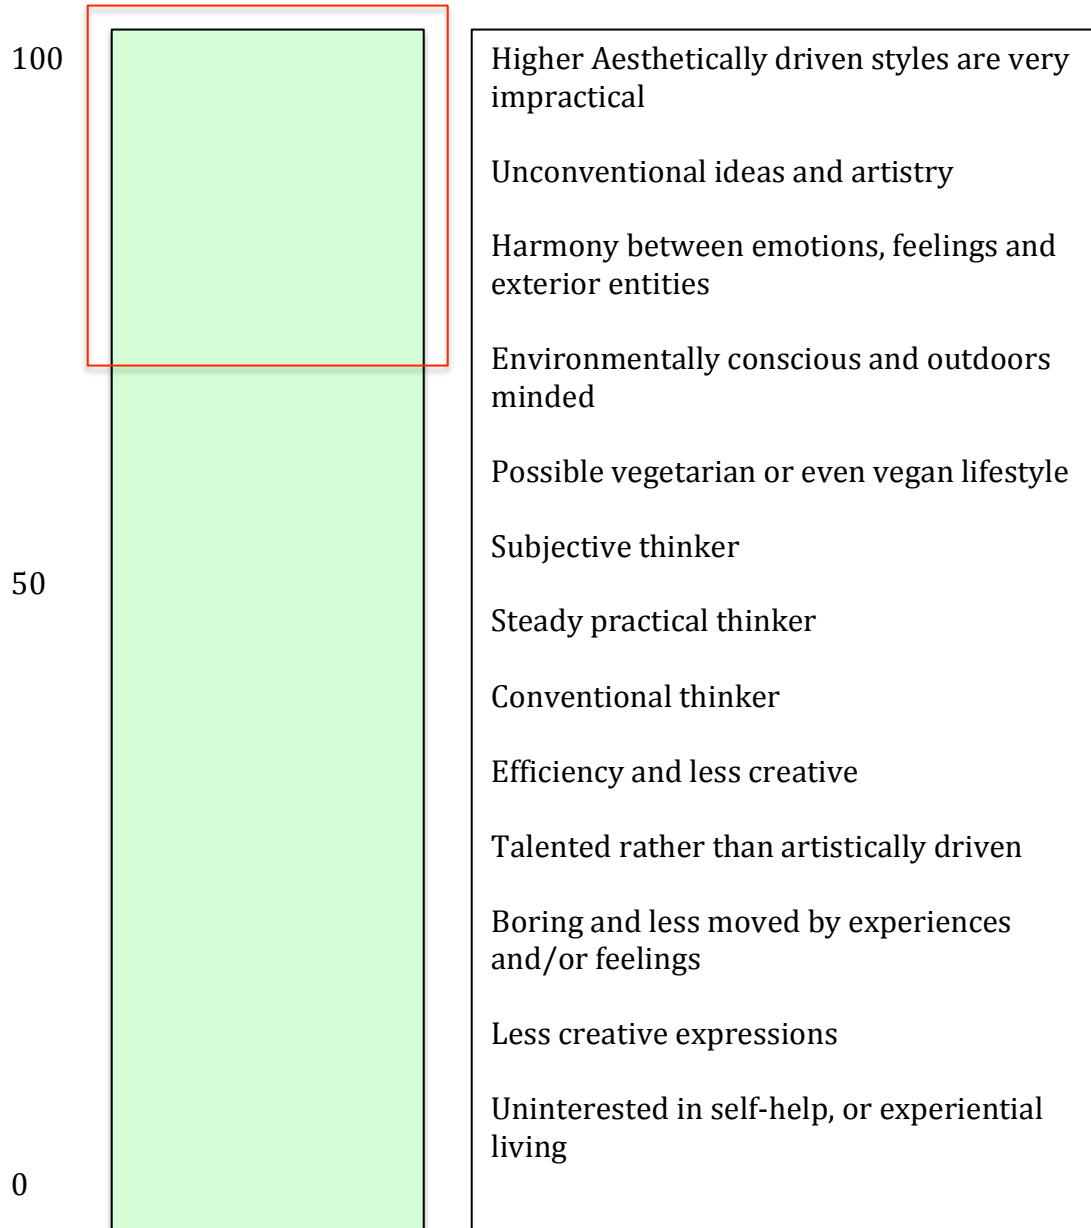 100
Higher Aesthetically driven styles are very
impractical
Unconventional ideas and artistry
Harmony between emotions, feelings and
exterior entities
Environmentally conscious and outdoors
minded
Possible vegetarian or even vegan lifestyle
Subjective thinker
50
Steady practical thinker
Conventional thinker
Efficiency and less creative
Talented rather than artistically driven
Boring and less moved by experiences
and/or feelings
Less creative expressions
Uninterested in self-help, or experiential
living
0